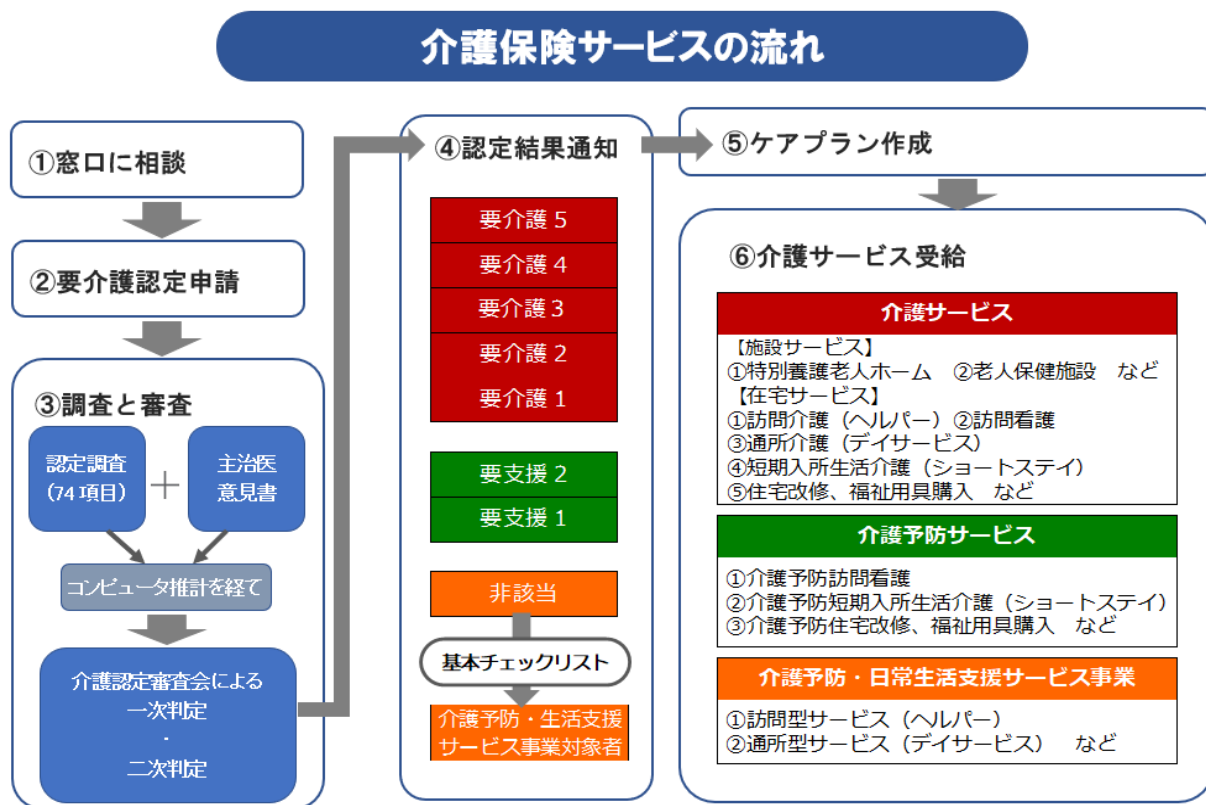 介護保険サービスの流れ
①窓口に相談
②要介護認定申請
③調査と審査
認定調査
(74項目)
＋
主治医
意見書
コンピュータ推計を経て
介護認定審査会による
一次判定
・
二次判定
④認定結果通知
要介護５
要介護４
要介護３
要介護２
要介護１
要支援２
要支援１
非該当
基本チェックリスト
介護予防・生活支援
サービス事業対象者
⑤ケアプラン作成
⑥介護サービス受給
介護サービス
【施設サービス】
①特別養護老人ホーム　②老人保健施設　など
【在宅サービス】
①訪問介護（ヘルパー）②訪問看護
③通所介護（デイサービス）
④短期入所生活介護（ショートステイ）
⑤住宅改修、福祉用具購入　など
介護予防サービス
①介護予防訪問看護
②介護予防短期入所生活介護（ショートステイ）
③介護予防住宅改修、福祉用具購入　など
介護予防・日常生活支援サービス事業
①訪問型サービス（ヘルパー）
②通所型サービス（デイサービス）　など